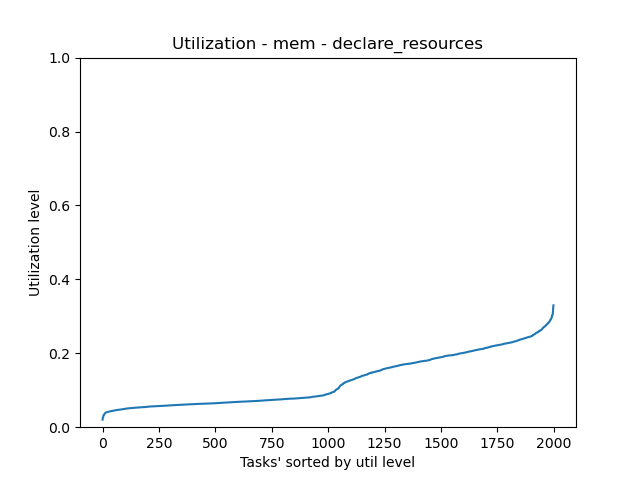 Utilization - mem - declare_resources
1.0
0.8
0.6
0.4
0.2
0.0
Utilization level
0 250 500 750 1000 1250 1500 1750 2000
Tasks' sorted by util level